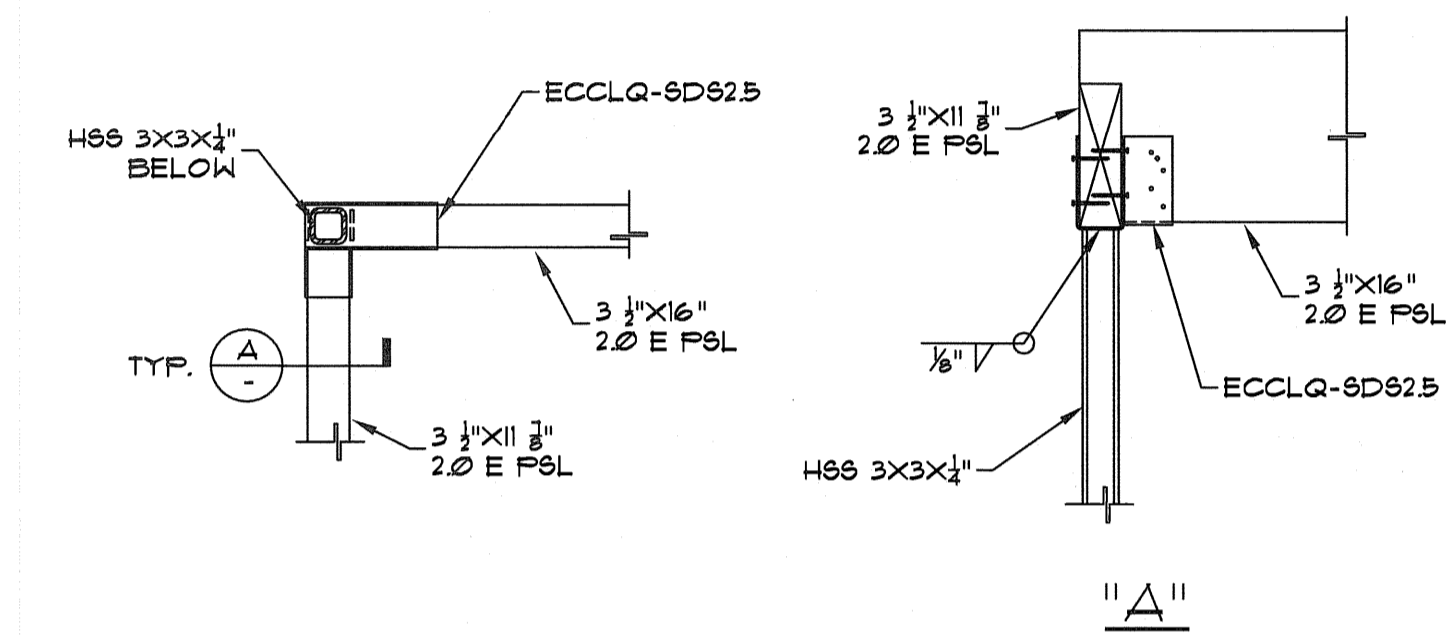 ECCLQ-SDS2.5
HSS 3X3X¼"
BELOW
3 ½"X16"
2.0 E PSL
TYP.
A
-
3 ½"X11 ⅞"
2.0 E PSL
3 ½"X11 ⅞"
2.0 E PSL
3 ½"X16"
2.0 E PSL
⅛"
ECCLQ-SDS2.5
HSS 3X3X¼"
"A"